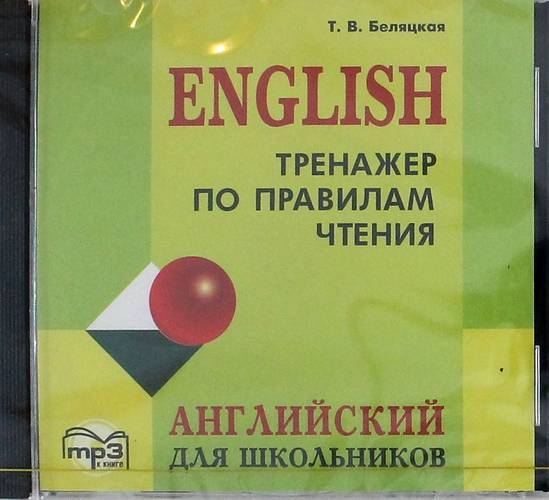 Т. В. Беляцкая
ENGLISH
ТРЕНАЖЕР
ПО ПРАВИЛАМ
ЧТЕНИЯ
АНГЛИЙСКИЙ
ДЛЯ ШКОЛЬНИКОВ
mp3
к книге